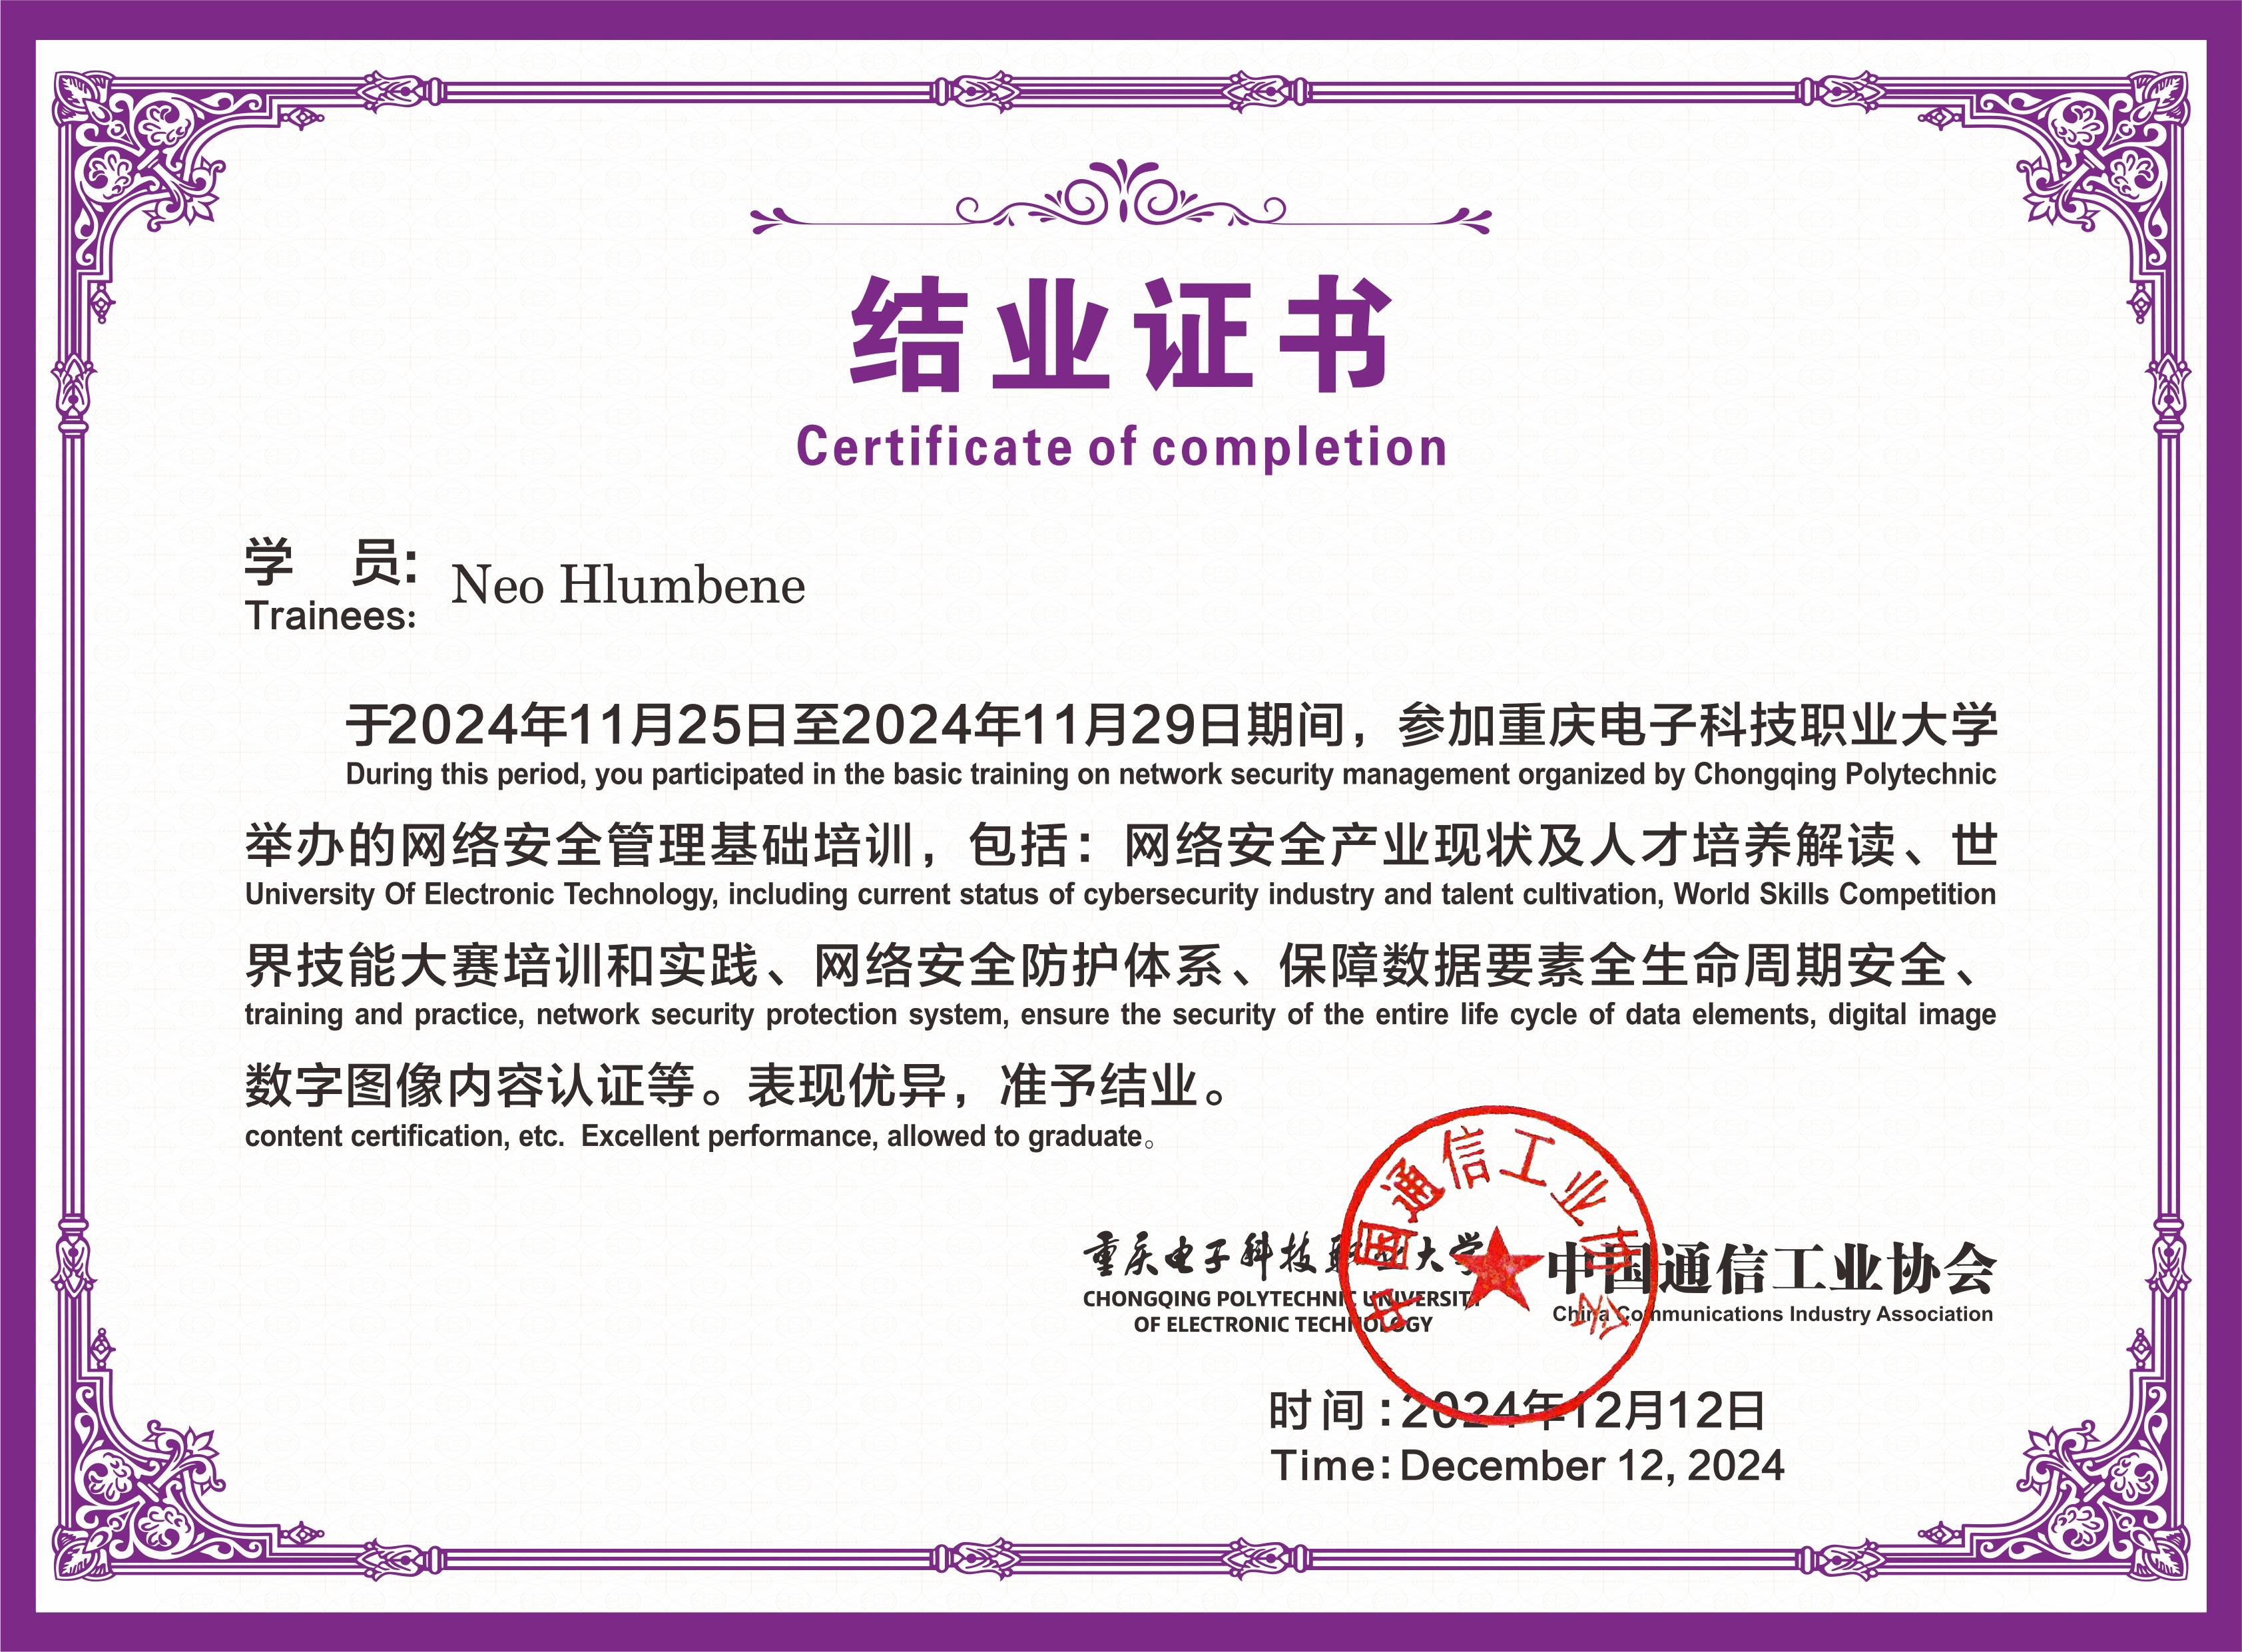 结业证书
Certificate of completion
学 员:
Trainees:
Neo Hlumbene
于2024年11月25日至2024年11月29日期间，参加重庆电子科技职业大学
During this period, you participated in the basic training on network security management organized by Chongqing Polytechnic
举办的网络安全管理基础培训，包括：网络安全产业现状及人才培养解读、世
University Of Electronic Technology, including current status of cybersecurity industry and talent cultivation, World Skills Competition
界技能大赛培训和实践、网络安全防护体系、保障数据要素全生命周期安全、
training and practice, network security protection system, ensure the security of the entire life cycle of data elements, digital image
数字图像内容认证等。表现优异，准予结业。
content certification, etc. Excellent performance, allowed to graduate。
重庆电子科技职业大学
CHONGQING POLYTECHNIC UNIVERSITY
OF ELECTRONIC TECHNOLOGY
中国通信工业协会
China Communications Industry Association
中国通信工业协会
时间:2024年12月12日
Time:December 12, 2024